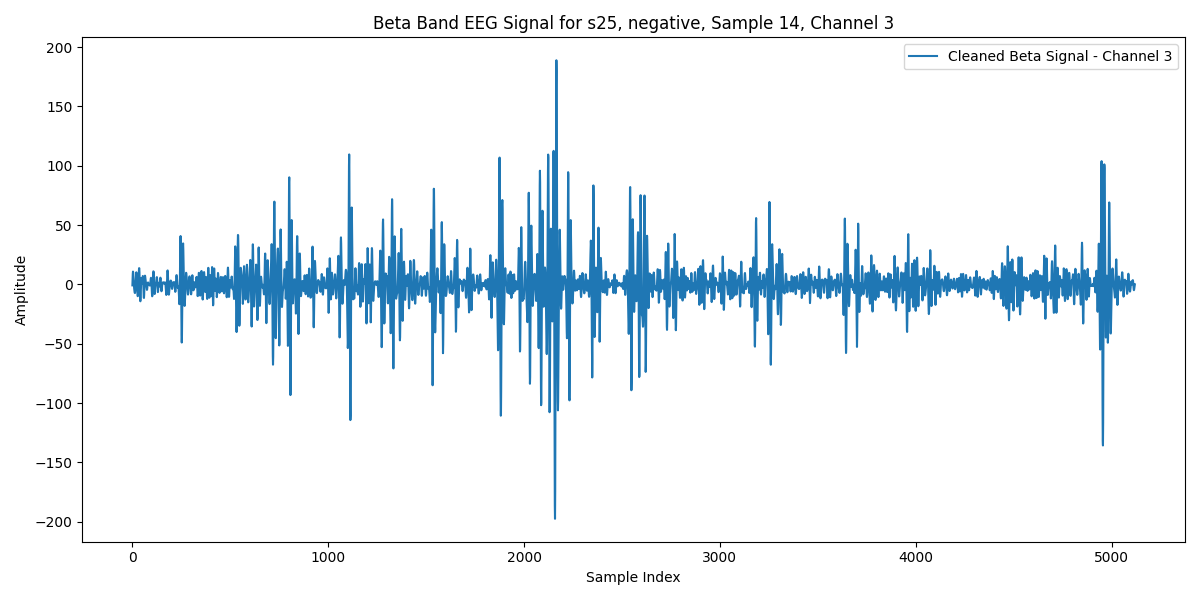 Beta Band EEG Signal for s25, negative, Sample 14, Channel 3
Cleaned Beta Signal - Channel 3
Amplitude
200
150
100
50
0
−50
−100
−150
−200
0 1000 2000 3000 4000 5000
Sample Index